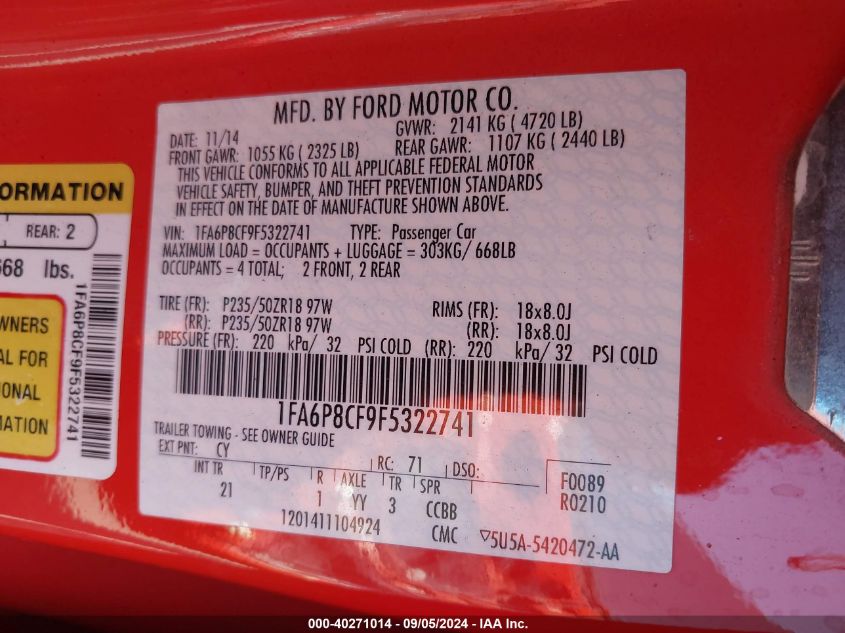 MFD. BY FORD MOTOR CO.
DATE: 11/14 GVWR: 2141 KG ( 4720 LB)
FRONT GAWR: 1055 KG ( 2325 LB) REAR GAWR: 1107 KG ( 2440 LB)
THIS VEHICLE CONFORMS TO ALL APPLICABLE FEDERAL MOTOR
VEHICLE SAFETY, BUMPER, AND THEFT PREVENTION STANDARDS
IN EFFECT ON THE DATE OF MANUFACTURE SHOWN ABOVE.
VIN: 1FA6P8CF9F5322741 TYPE: Passenger Car
MAXIMUM LOAD = OCCUPANTS + LUGGAGE = 303KG/ 668LB
OCCUPANTS = 4 TOTAL; 2 FRONT, 2 REAR
TIRE (FR): P235/50ZR18 97W RIMS (FR): 18x8.0J
(RR): P235/50ZR18 97W (RR): 18x8.0J
PRESSURE (FR): 220 kPa/ 32 PSI COLD (RR): 220 kPa/ 32 PSI COLD
1FA6P8CF9F5322741
TRAILER TOWING - SEE OWNER GUIDE
EXT PNT: CY RC: 71 DSO: F0089
INT TR TP/PS R AXLE TR SPR R0210
21 1 YY 3 CCBB
1201411104924 CMC ▽5U5A-5420472-AA
ORMATION
REAR: 2
668 lbs.
1FA6P8CF9F5322741
WNERS
AL FOR
IONAL
MATION
000-40271014 - 09/05/2024 - IAA Inc.